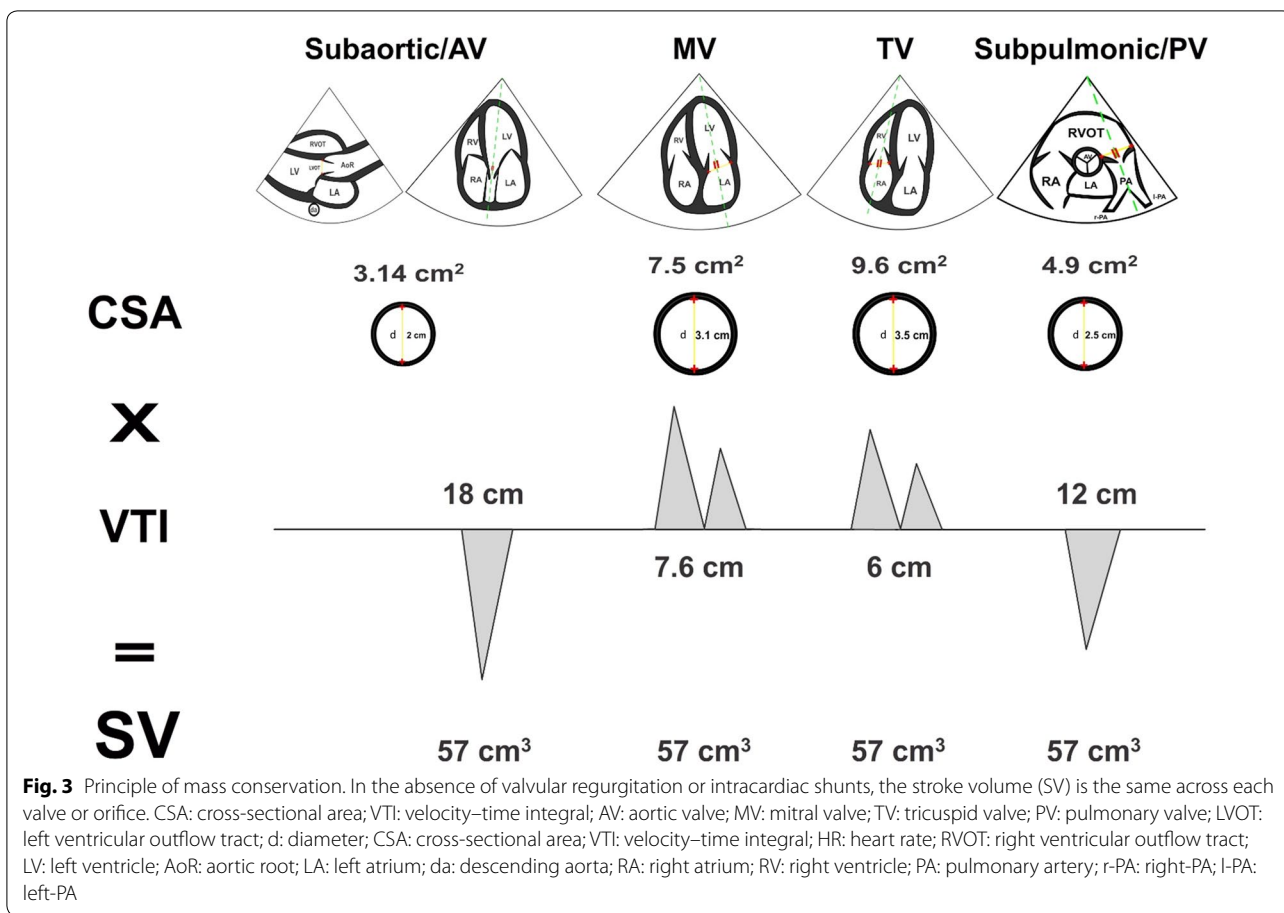 Subaortic/AV MV TV Subpulmonic/PV
RVOT
LV LVOT AoR
LA
da
RV LV
RA LA
LV
RV
RA LA
RV LV
RA LA
RVOT
AV
RA LA PA
r-PA l-PA
3.14 cm² 7.5 cm² 9.6 cm² 4.9 cm²
CSA
d 2 cm d 3.1 cm d 3.5 cm d 2.5 cm
X
18 cm 12 cm
VTI
7.6 cm 6 cm
=
SV
57 cm³ 57 cm³ 57 cm³ 57 cm³
Fig. 3 Principle of mass conservation. In the absence of valvular regurgitation or intracardiac shunts, the stroke volume (SV) is the same across each
valve or orifice. CSA: cross-sectional area; VTI: velocity–time integral; AV: aortic valve; MV: mitral valve; TV: tricuspid valve; PV: pulmonary valve; LVOT:
left ventricular outflow tract; d: diameter; CSA: cross-sectional area; VTI: velocity–time integral; HR: heart rate; RVOT: right ventricular outflow tract;
LV: left ventricle; AoR: aortic root; LA: left atrium; da: descending aorta; RA: right atrium; RV: right ventricle; PA: pulmonary artery; r-PA: right-PA; l-PA:
left-PA